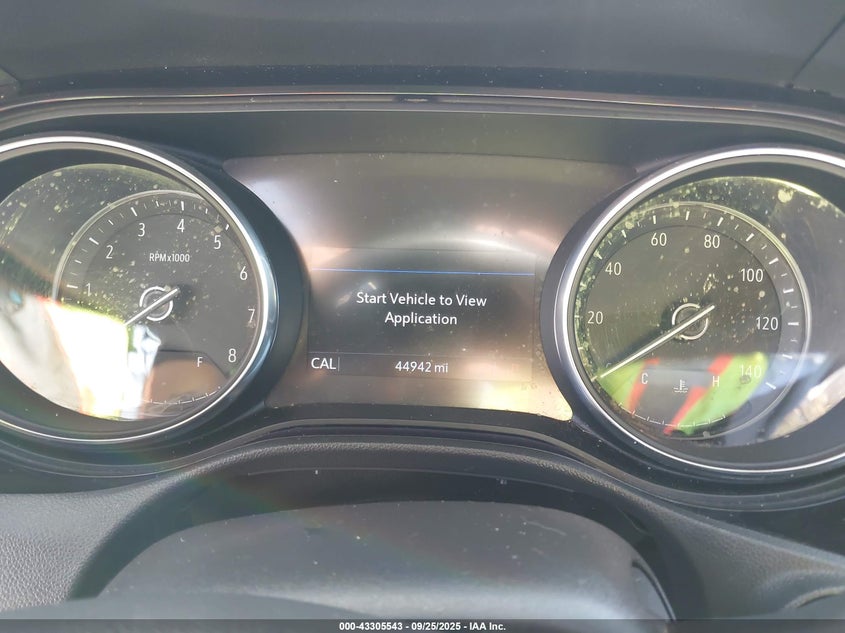 1 2 3 4 5 6 7 8
RPMx1000
F
Start Vehicle to View
Application
CAL 44942 mi
20 40 60 80 100 120 140
C H
000-43305543 - 09/25/2025 - IAA Inc.